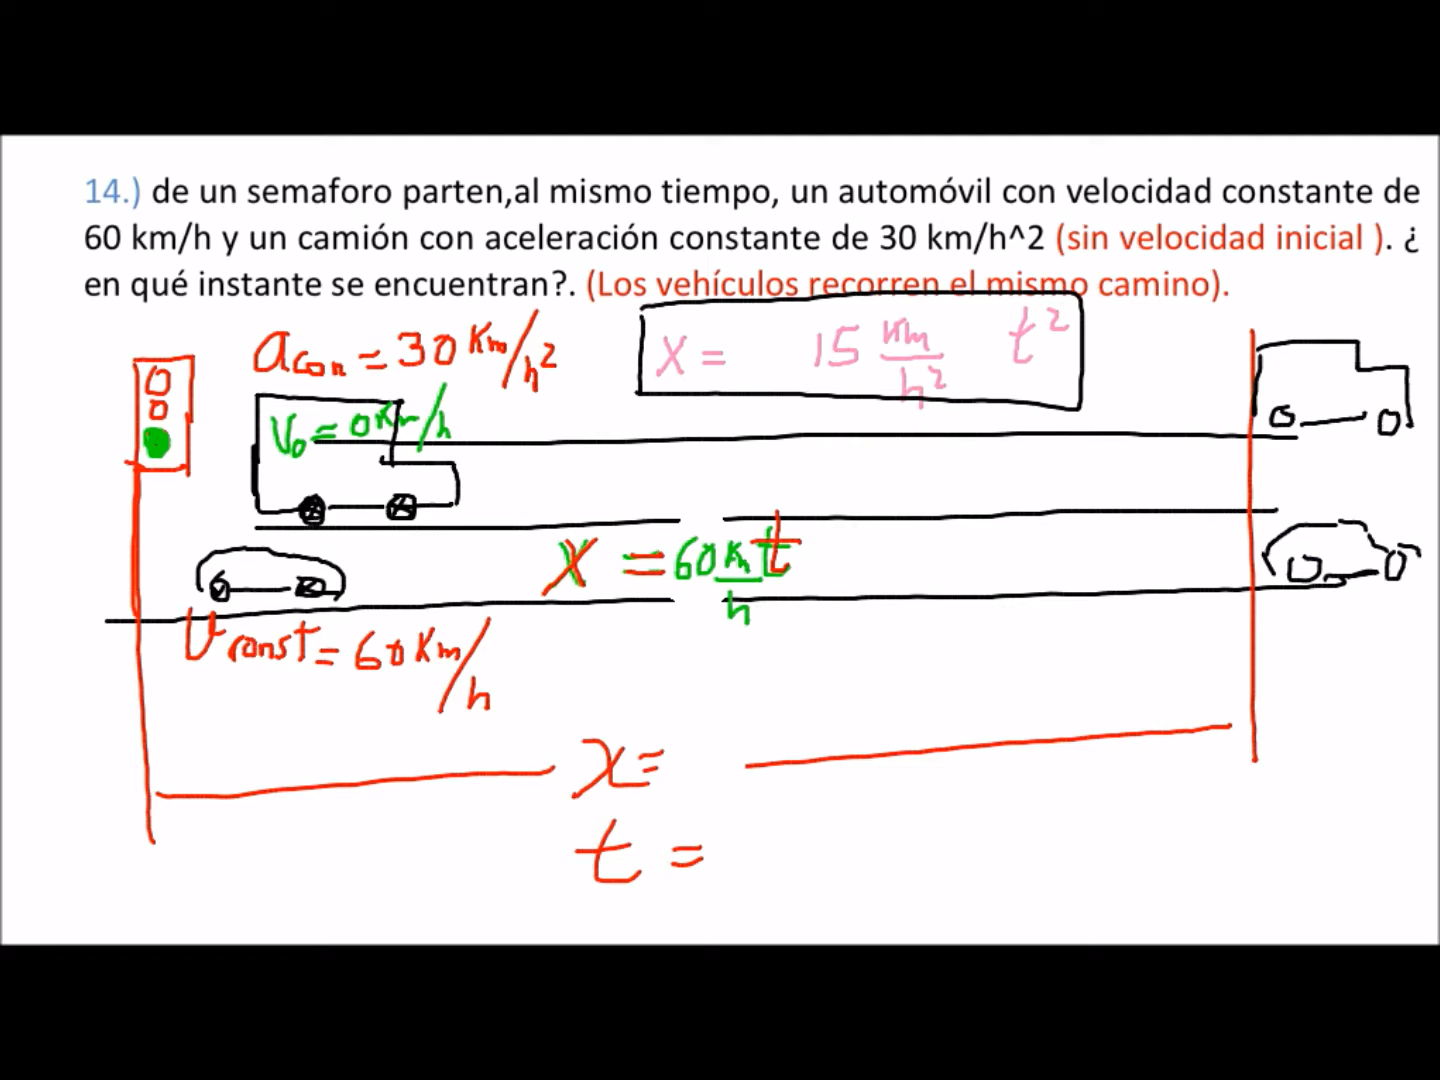 14.) de un semaforo parten,al mismo tiempo, un automóvil con velocidad constante de
60 km/h y un camión con aceleración constante de 30 km/h^2 (sin velocidad inicial ). ¿
en qué instante se encuentran?. (Los vehículos recorren el mismo camino).
acon = 30 Km/h²
X = 15 Km/h² t²
V₀ = 0 Km/h
X = 60 Km/h t
Vconst = 60 Km/h
x =
t =